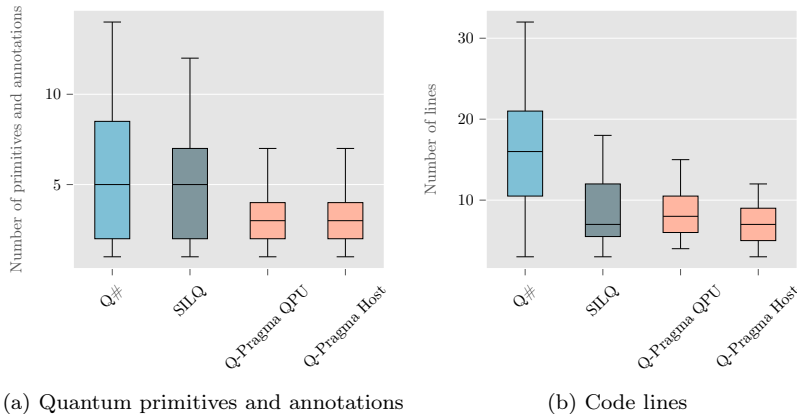 Number of primitives and annotations
10
5
Q#
SILQ
Q-Pragma QPU
Q-Pragma Host
(a) Quantum primitives and annotations
Number of lines
30
20
10
Q#
SILQ
Q-Pragma QPU
Q-Pragma Host
(b) Code lines